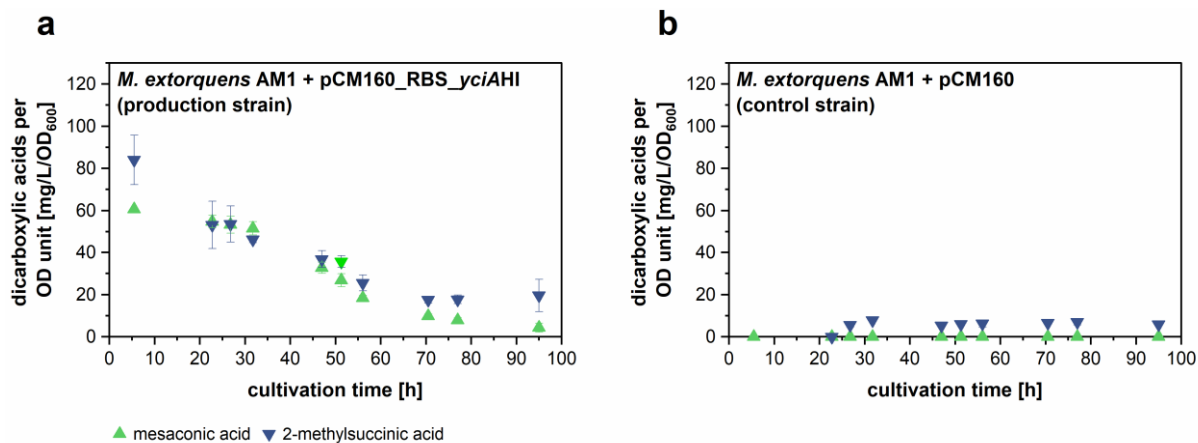 a
M. extorquens AM1 + pCM160_RBS_yciAHI
(production strain)
dicarboxylic acids per
OD unit [mg/L/OD600]
120
100
80
60
40
20
0
0 10 20 30 40 50 60 70 80 90 100
cultivation time [h]
b
M. extorquens AM1 + pCM160
(control strain)
dicarboxylic acids per
OD unit [mg/L/OD600]
120
100
80
60
40
20
0
0 10 20 30 40 50 60 70 80 90 100
cultivation time [h]
mesaconic acid 2-methylsuccinic acid